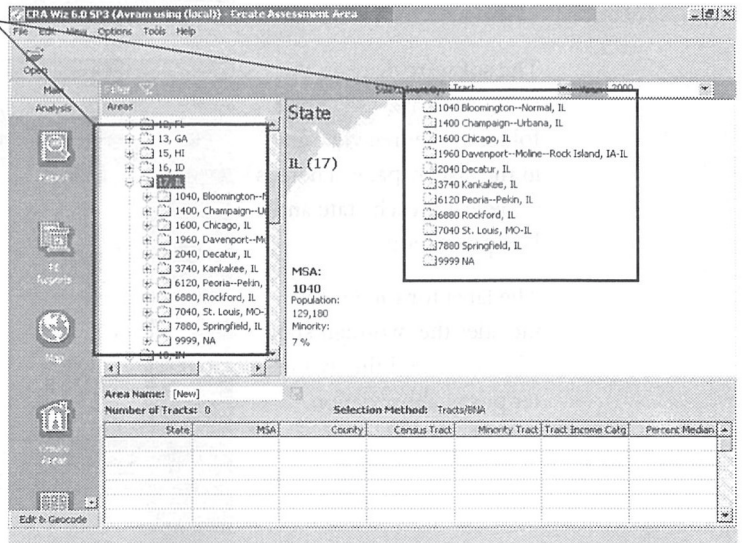 CRA Wiz 6.0 SP3 (Avram using (local)) - Create Assessment Area
File Edit View Options Tools Help
Open
Main
Analysis
Report
Map
Create
Areas
Edit & Geocode
Filter
Tract
2000
Areas
12, FL
13, GA
15, HI
16, ID
17, IL
1040, Bloomington--N
1400, Champaign--U
1600, Chicago, IL
1960, Davenport--Mo
2040, Decatur, IL
3740, Kankakee, IL
6120, Peoria--Pekin,
6880, Rockford, IL
7040, St. Louis, MO-
7880, Springfield, IL
9999, NA
18, IN
State
IL (17)
MSA:
1040
Population:
129,180
Minority:
7 %
1040 Bloomington--Normal, IL
1400 Champaign--Urbana, IL
1600 Chicago, IL
1960 Davenport--Moline--Rock Island, IA-IL
2040 Decatur, IL
3740 Kankakee, IL
6120 Peoria--Pekin, IL
6880 Rockford, IL
7040 St. Louis, MO-IL
7880 Springfield, IL
9999 NA
Area Name: [New]
Number of Tracts: 0 Selection Method: Tracts/BNA
State MSA County Census Tract Minority Tract Tract Income Catg Percent Median